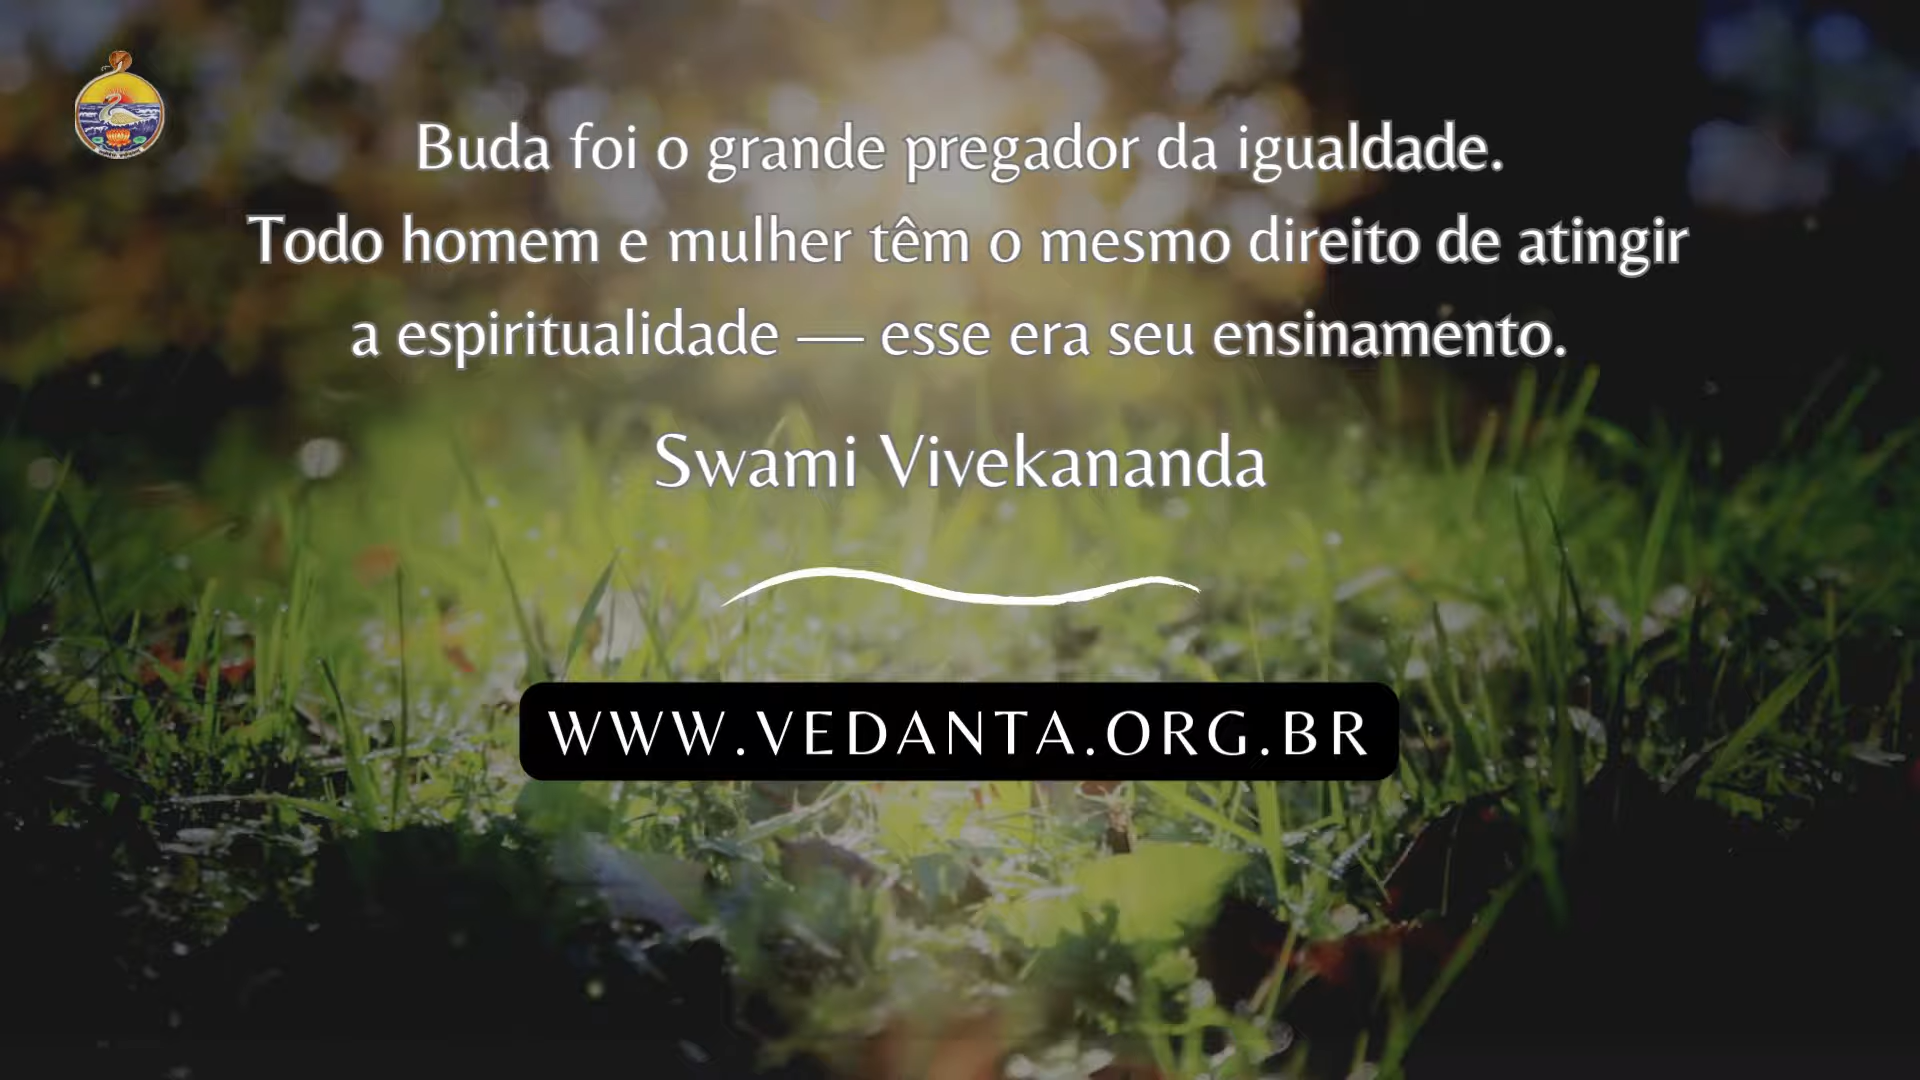 Buda foi o grande pregador da igualdade.
Todo homem e mulher têm o mesmo direito de atingir
a espiritualidade — esse era seu ensinamento.
Swami Vivekananda
WWW.VEDANTA.ORG.BR